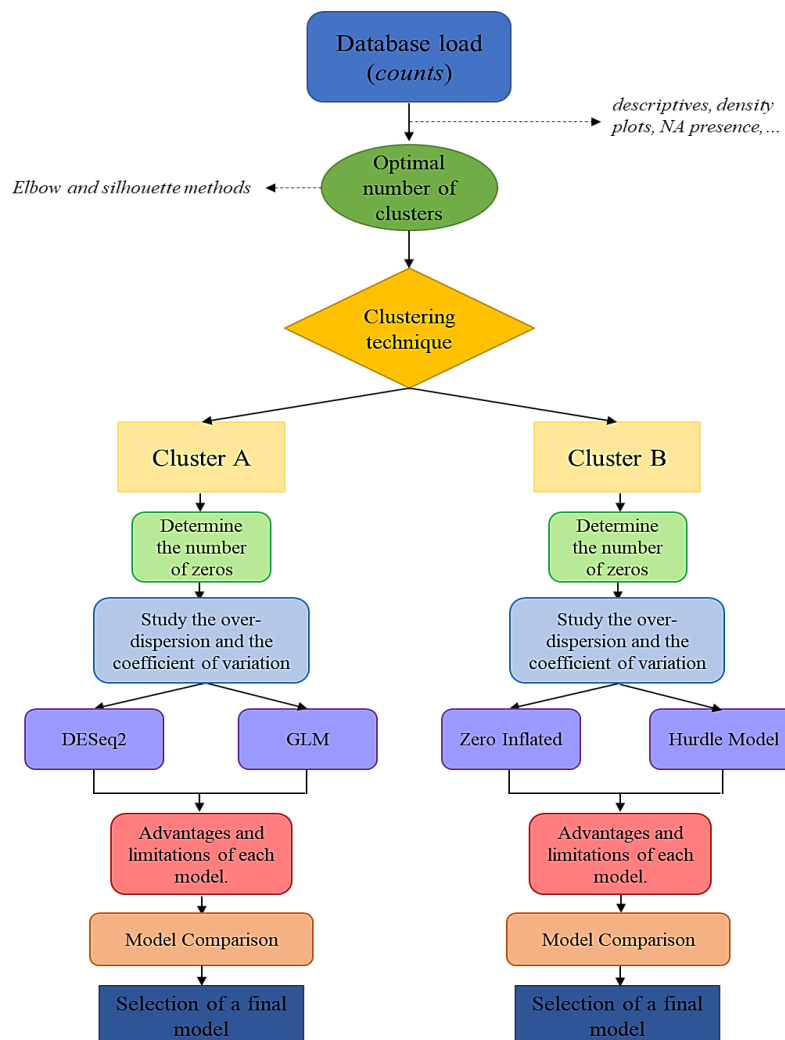 Database load
(counts)
descriptives, density
plots, NA presence,...
Optimal
number of
clusters
Elbow and silhouette methods
Clustering
technique
Cluster A
Cluster B
Determine
the number
of zeros
Determine
the number
of zeros
Study the over-
dispersion and the
coefficient of variation
Study the over-
dispersion and the
coefficient of variation
DESeq2
GLM
Zero Inflated
Hurdle Model
Advantages and
limitations of each
model.
Advantages and
limitations of each
model.
Model Comparison
Model Comparison
Selection of a final
model
Selection of a final
model